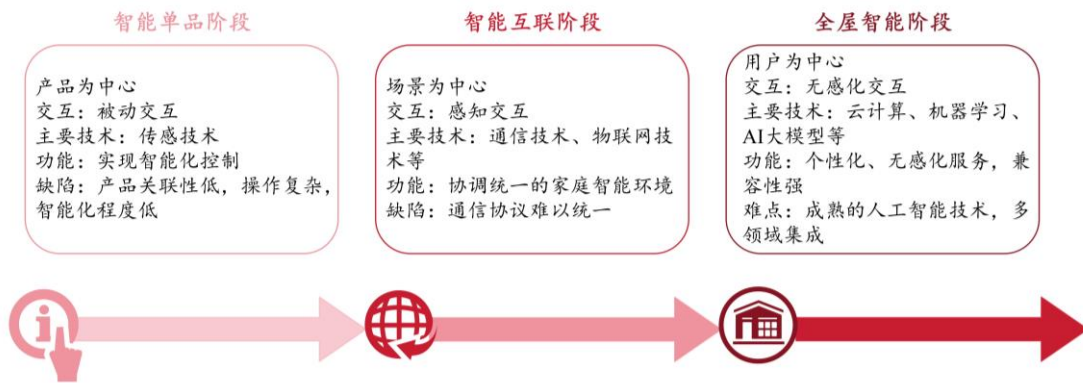 智能单品阶段
产品为中心
交互：被动交互
主要技术：传感技术
功能：实现智能化控制
缺陷：产品关联性低，操作复杂，
智能化程度低
智能互联阶段
场景为中心
交互：感知交互
主要技术：通信技术、物联网技
术等
功能：协调统一的家庭智能环境
缺陷：通信协议难以统一
全屋智能阶段
用户为中心
交互：无感化交互
主要技术：云计算、机器学习、
AI大模型等
功能：个性化、无感化服务，兼
容性强
难点：成熟的人工智能技术，多
领域集成